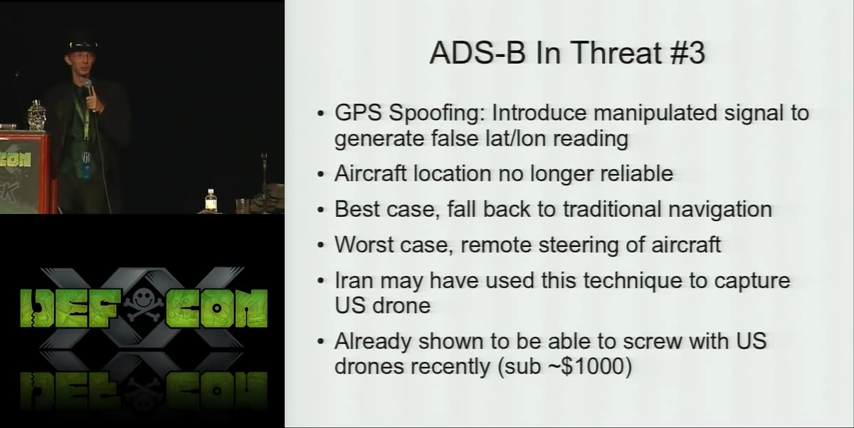 ADS-B In Threat #3
• GPS Spoofing: Introduce manipulated signal to
generate false lat/lon reading
• Aircraft location no longer reliable
• Best case, fall back to traditional navigation
• Worst case, remote steering of aircraft
• Iran may have used this technique to capture
US drone
• Already shown to be able to screw with US
drones recently (sub ~$1000)
XX
DEF CON